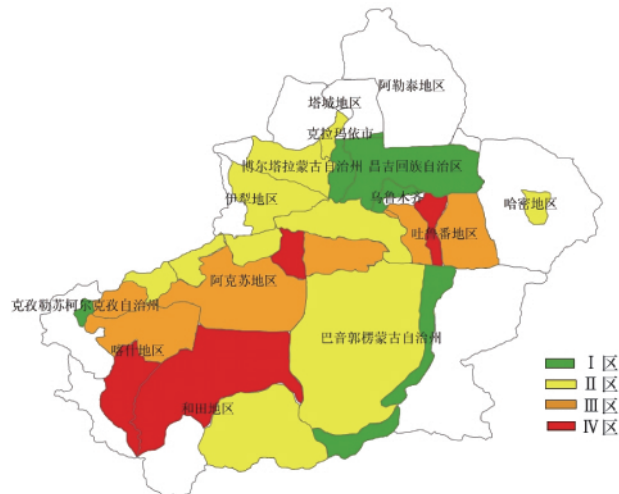 阿勒泰地区
塔城地区
克拉玛依市
博尔塔拉蒙古自治州
昌吉回族自治区
伊犁地区
乌鲁木齐
哈密地区
吐鲁番地区
阿克苏地区
克孜勒苏柯尔克孜自治州
巴音郭楞蒙古自治州
喀什地区
和田地区
Ⅰ区
Ⅱ区
Ⅲ区
Ⅳ区